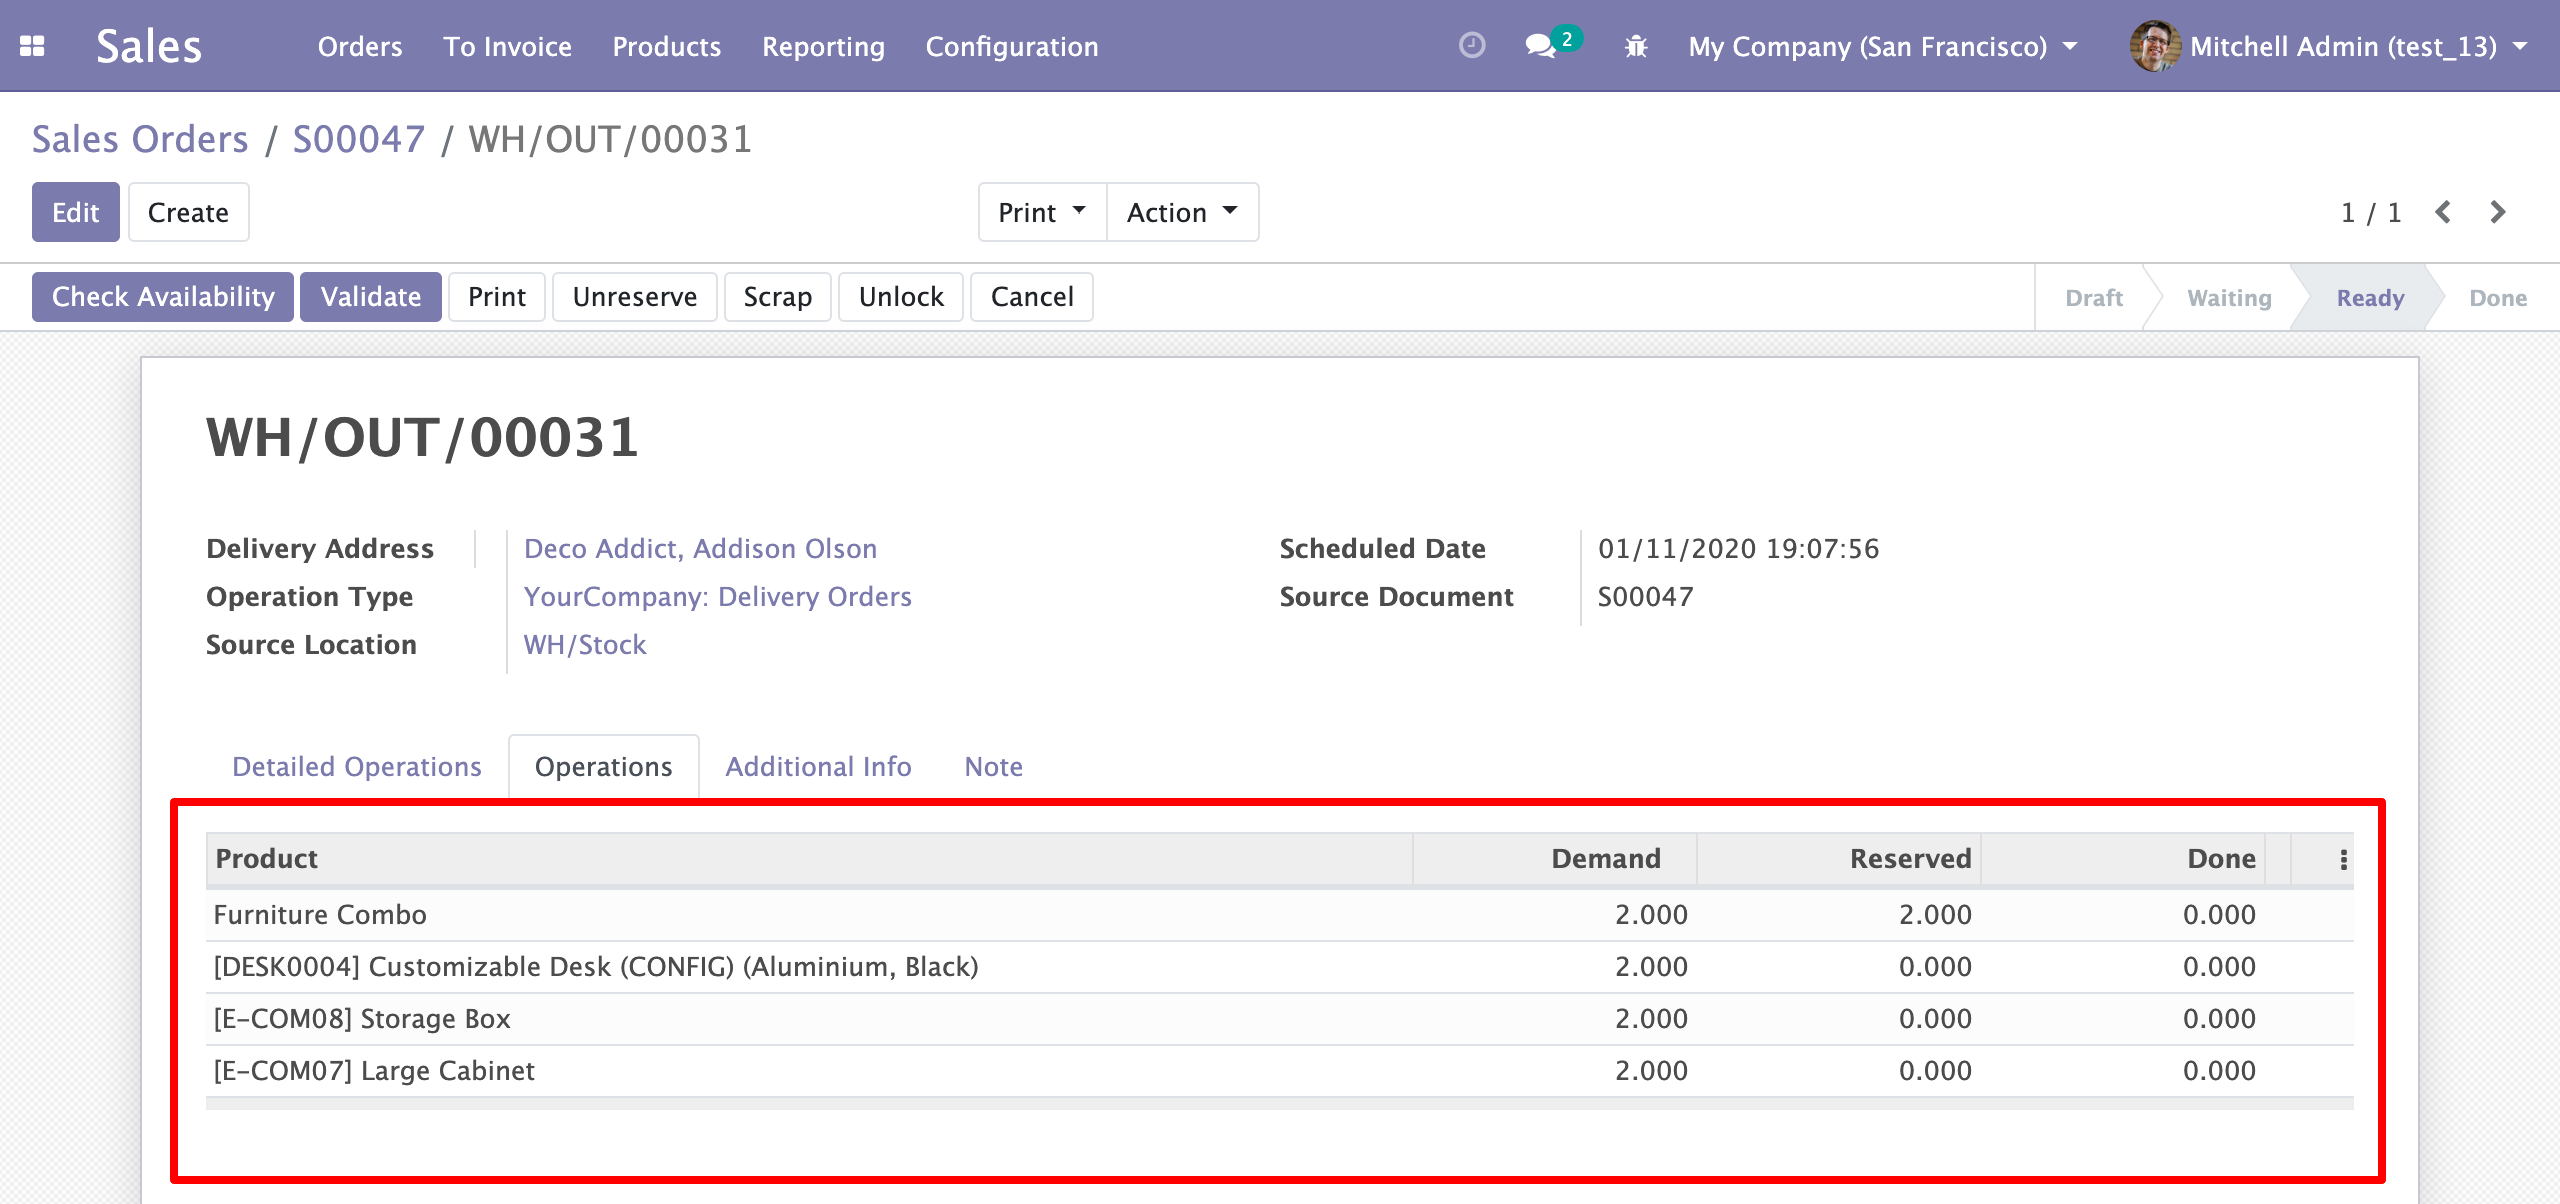 Sales Orders To Invoice Products Reporting Configuration 2 My Company (San Francisco) Mitchell Admin (test_13)
Sales Orders / S00047 / WH/OUT/00031
Edit Create Print Action 1 / 1
Check Availability Validate Print Unreserve Scrap Unlock Cancel Draft Waiting Ready Done
WH/OUT/00031
Delivery Address Deco Addict, Addison Olson Scheduled Date 01/11/2020 19:07:56
Operation Type YourCompany: Delivery Orders Source Document S00047
Source Location WH/Stock
Detailed Operations Operations Additional Info Note
Product Demand Reserved Done
Furniture Combo 2.000 2.000 0.000
[DESK0004] Customizable Desk (CONFIG) (Aluminium, Black) 2.000 0.000 0.000
[E-COM08] Storage Box 2.000 0.000 0.000
[E-COM07] Large Cabinet 2.000 0.000 0.000